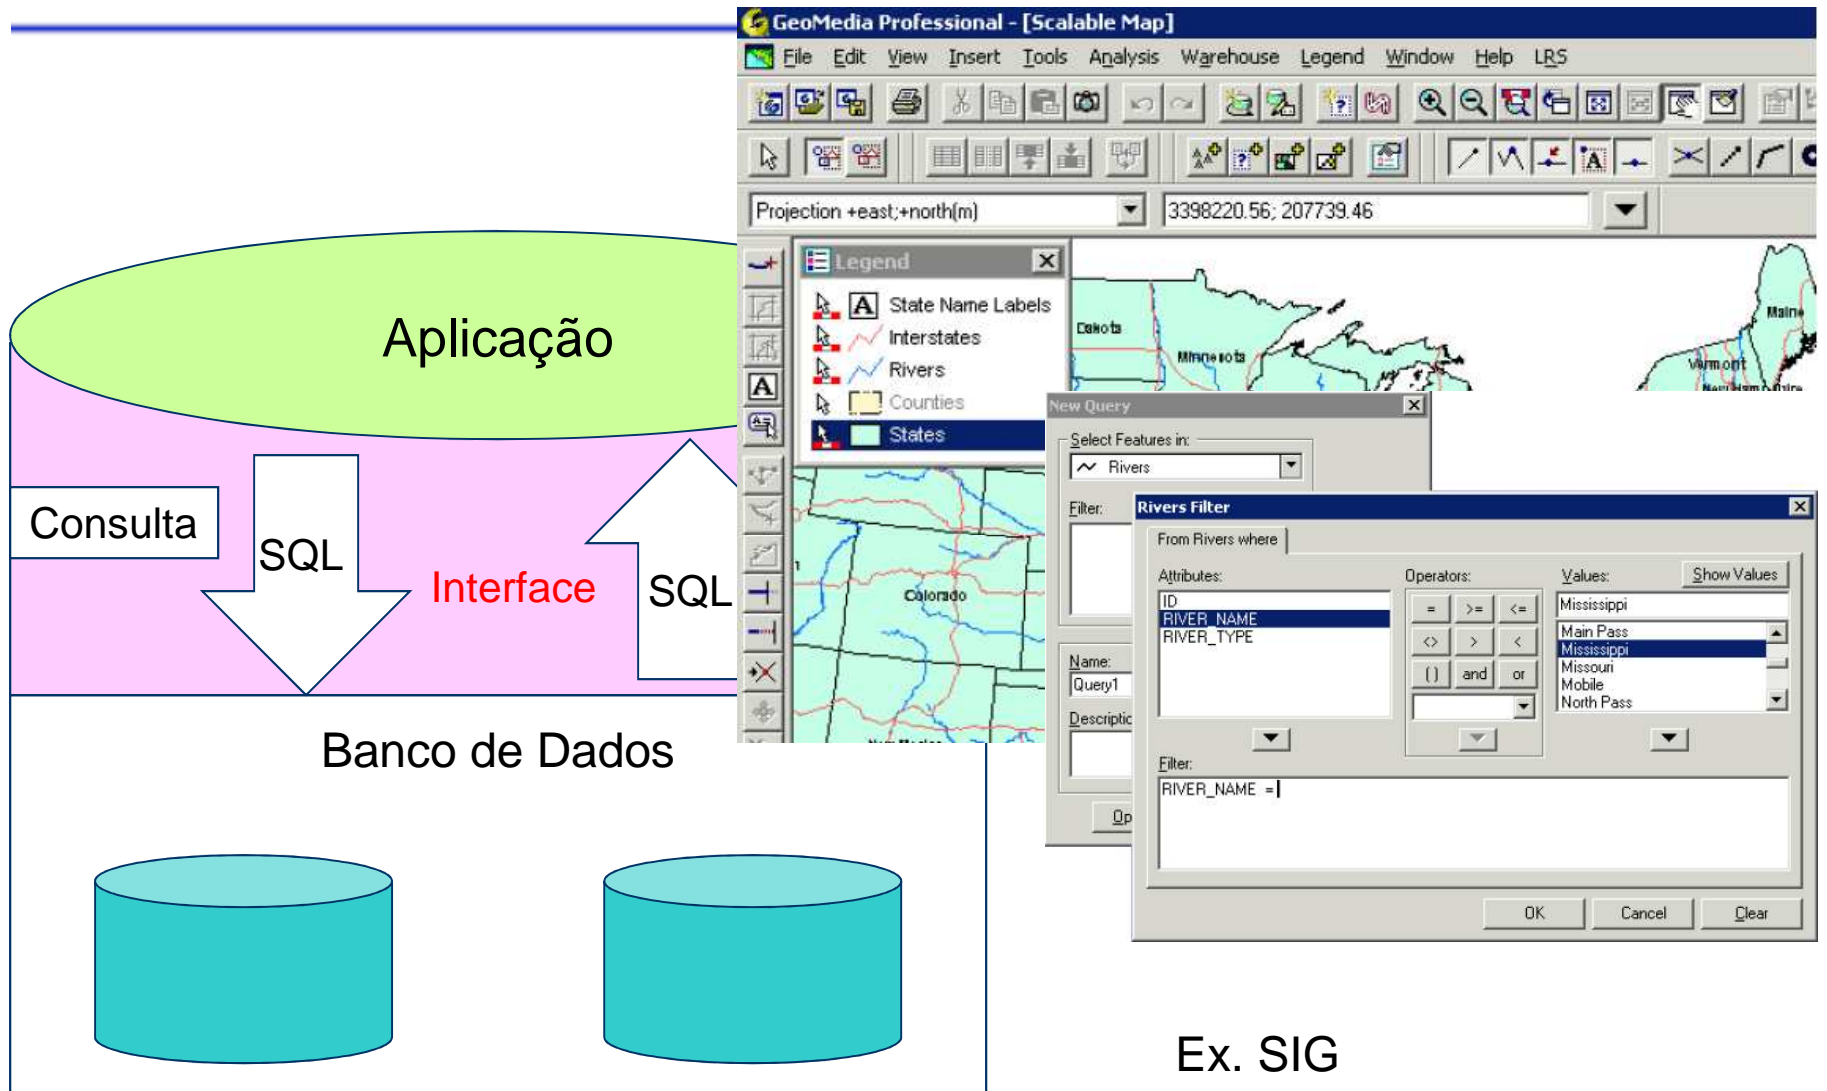 GeoMedia Professional - [Scalable Map]
File Edit View Insert Tools Analysis Warehouse Legend Window Help LRS
Projection +east;+north(m)
3398220.56; 207739.46
Legend
State Name Labels
Interstates
Rivers
Counties
States
Dakota
Minnesota
Maine
Vermont
Colorado
Aplicação
Consulta
SQL
Interface
SQL
Banco de Dados
New Query
Select Features in:
Rivers
Filter:
Name:
Query1
Descriptio
Op
Rivers Filter
From Rivers where
Attributes:
ID
RIVER_NAME
RIVER_TYPE
Operators:
= >= <=
<> > <
() and or
Values:
Show Values
Mississippi
Main Pass
Mississippi
Missouri
Mobile
North Pass
Filter:
RIVER_NAME =
OK Cancel Clear
Ex. SIG